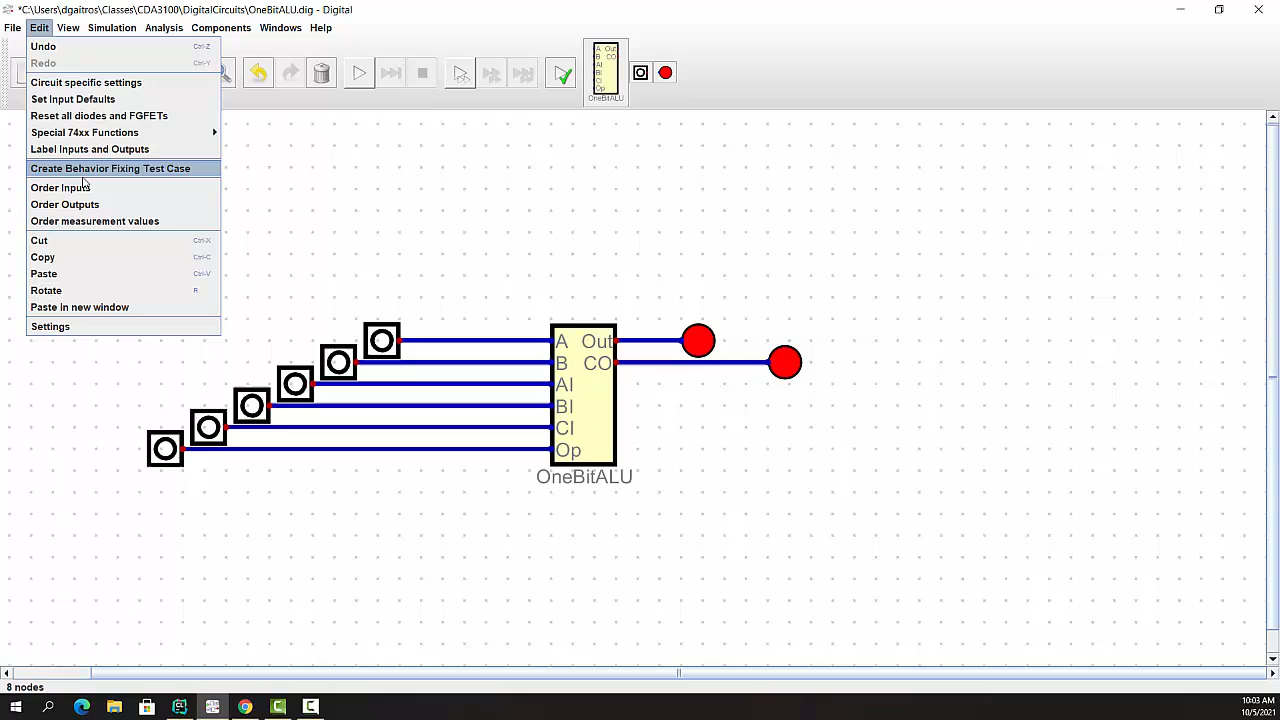 *C:\Users\dgaitros\Classes\CDA3100\DigitalCircuits\OneBitALU.dig - Digital
File Edit View Simulation Analysis Components Windows Help
Undo Ctrl-Z
Redo Ctrl-Y
Circuit specific settings
Set Input Defaults
Reset all diodes and FGFETs
Special 74xx Functions
Label Inputs and Outputs
Create Behavior Fixing Test Case
Order Inputs
Order Outputs
Order measurement values
Cut Ctrl-X
Copy Ctrl-C
Paste Ctrl-V
Rotate R
Paste in new window
Settings
A Out
B CO
AI
BI
CI
Op
OneBitALU
A Out
B CO
AI
BI
CI
Op
OneBitALU
8 nodes
10:03 AM
10/5/2021